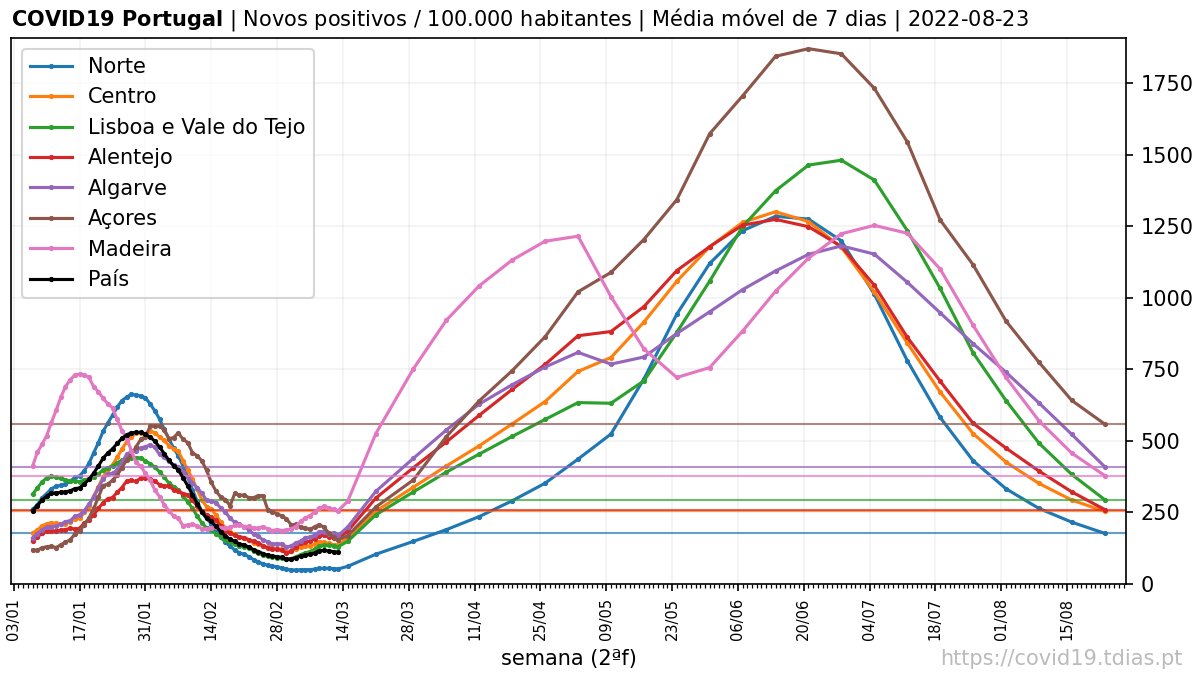 COVID19 Portugal | Novos positivos / 100.000 habitantes | Média móvel de 7 dias | 2022-08-23
Norte
Centro
Lisboa e Vale do Tejo
Alentejo
Algarve
Açores
Madeira
País
1750
1500
1250
1000
750
500
250
0
03/01
17/01
31/01
14/02
28/02
14/03
28/03
11/04
25/04
09/05
23/05
06/06
20/06
04/07
18/07
01/08
15/08
semana (2ªf)
https://covid19.tdias.pt